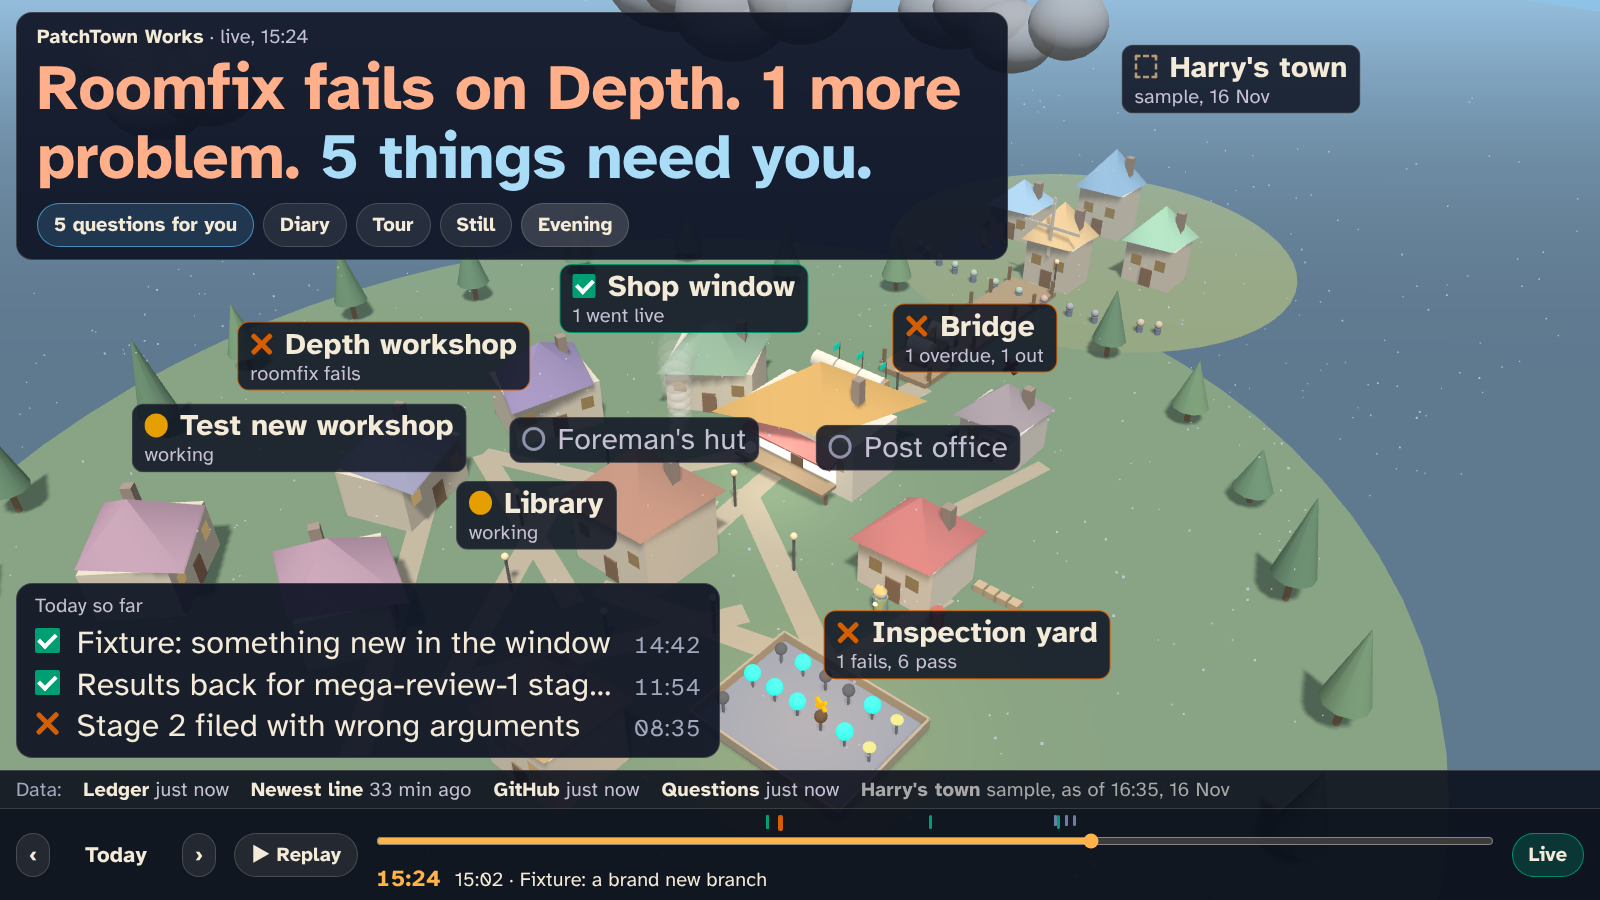 PatchTown Works · live, 15:24
Roomfix fails on Depth. 1 more
problem. 5 things need you.
5 questions for you
Diary
Tour
Still
Evening
Harry's town
sample, 16 Nov
Shop window
1 went live
Bridge
1 overdue, 1 out
Depth workshop
roomfix fails
Test new workshop
working
Foreman's hut
Post office
Library
working
Inspection yard
1 fails, 6 pass
Today so far
Fixture: something new in the window 14:42
Results back for mega-review-1 stag... 11:54
Stage 2 filed with wrong arguments 08:35
Data: Ledger just now Newest line 33 min ago GitHub just now Questions just now Harry's town sample, as of 16:35, 16 Nov
‹ Today › ▶ Replay
Live
15:24 15:02 · Fixture: a brand new branch